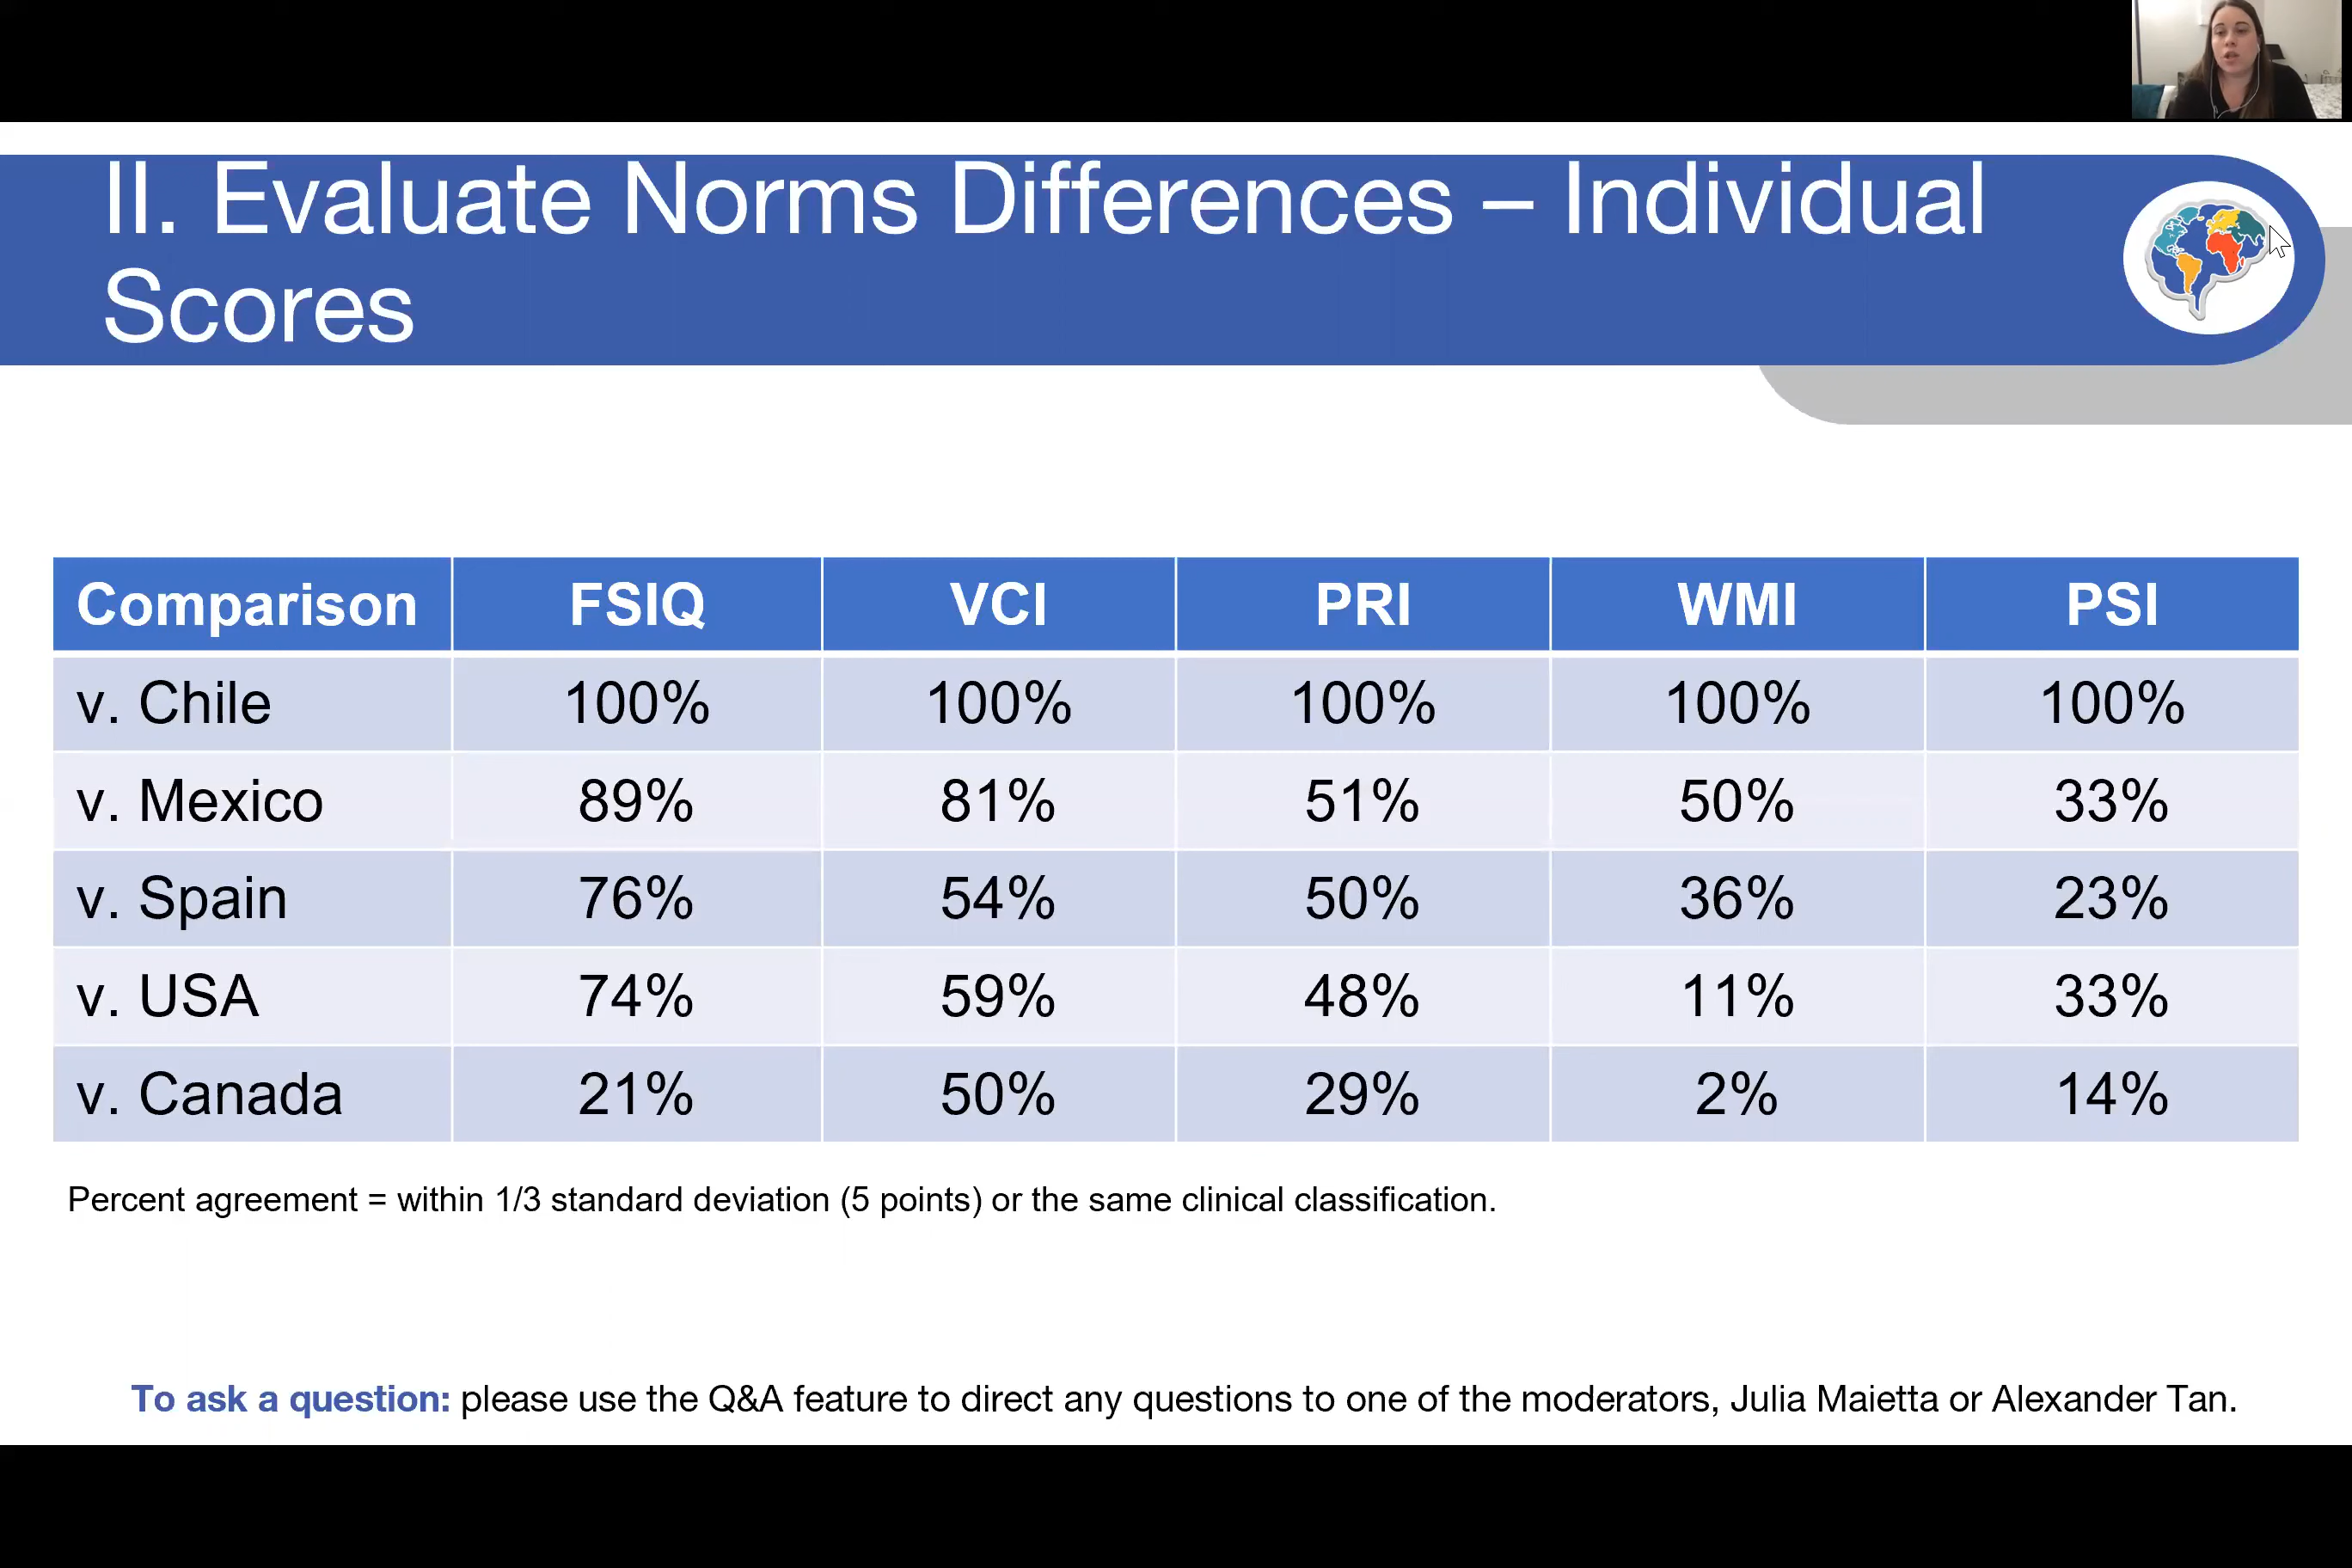 II. Evaluate Norms Differences – Individual
Scores
Comparison FSIQ VCI PRI WMI PSI
v. Chile 100% 100% 100% 100% 100%
v. Mexico 89% 81% 51% 50% 33%
v. Spain 76% 54% 50% 36% 23%
v. USA 74% 59% 48% 11% 33%
v. Canada 21% 50% 29% 2% 14%
Percent agreement = within 1/3 standard deviation (5 points) or the same clinical classification.
To ask a question: please use the Q&A feature to direct any questions to one of the moderators, Julia Maietta or Alexander Tan.